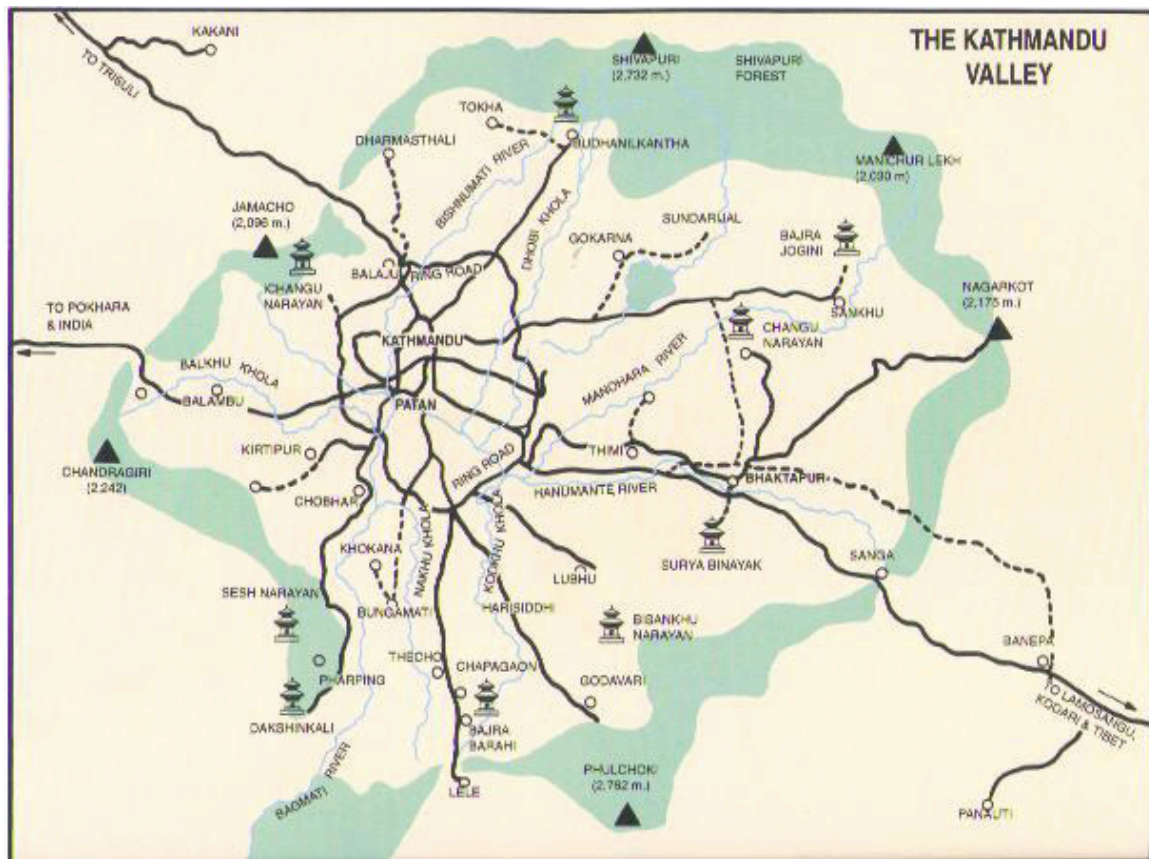 THE KATHMANDU
VALLEY
KAKANI
TO TRISULI
SHIVAPURI
(2,732 m.)
SHIVAPURI
FOREST
TOKHA
DHARMASTHALI
BUDHANILKANTHA
MANICHUR LEKH
BISHNUMATI RIVER
DHOBI KHOLA
JAMACHO
(2,096 m.)
GOKARNA
SUNDARIJAL
BAJRA
JOGINI
BALAJU
RING ROAD
ICHANGU
NARAYAN
NAGARKOT
(2,175 m.)
TO POKHARA
& INDIA
SANKHU
CHANGU
NARAYAN
KATHMANDU
BALKHU KHOLA
MANOHARA RIVER
BALAMBU
PATAN
KIRTIPUR
THIMI
RING ROAD
CHANDRAGIRI
(2,242)
BHAKTAPUR
CHOBHAR
HANUMANTE RIVER
KHOKANA
NAKHU KHOLA
KODKHU KHOLA
SURYA BINAYAK
SANGA
LUBHU
SESH NARAYAN
BUNGAMATI
HARISIDDHI
BISANKHU
NARAYAN
BANEPA
THECHO
CHAPAGAON
PHARPING
GODAVARI
DAKSHINKALI
BAJRA
BARAHI
TO LAMOSANGU,
KODARI & TIBET
BAGMATI RIVER
LELE
PHULCHOKI
(2,762 m.)
PANAUTI